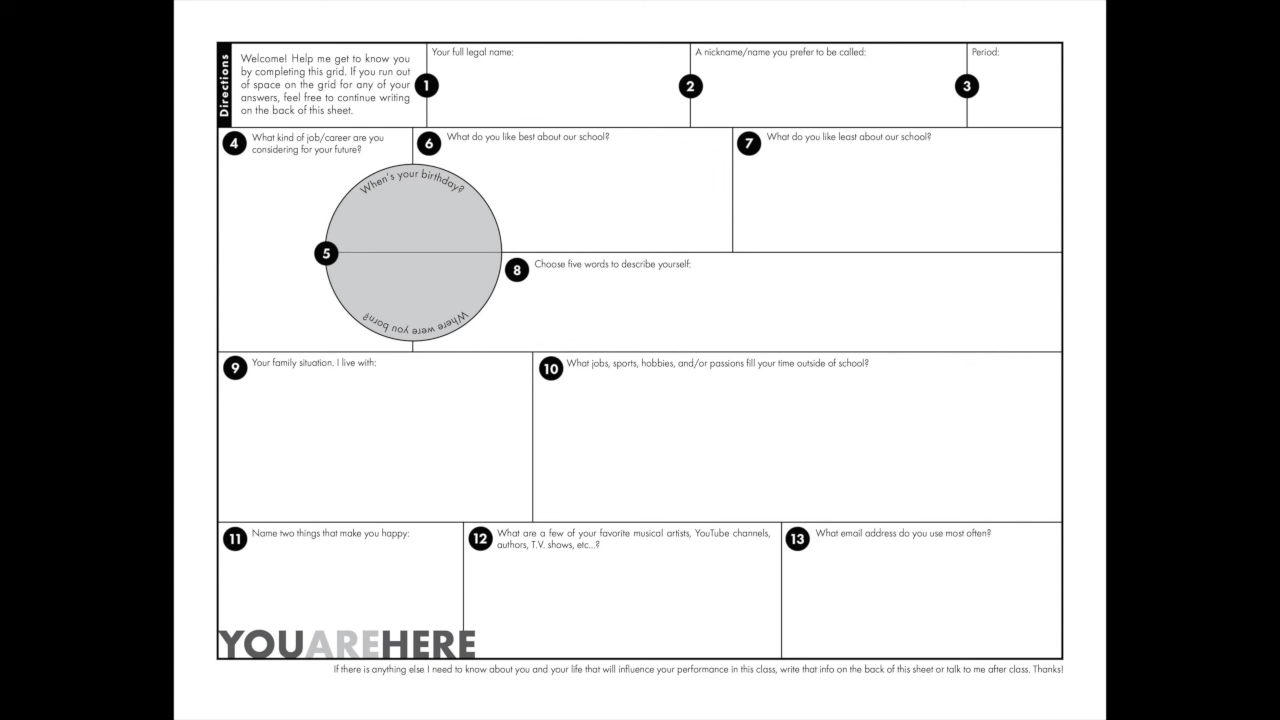 Directions
Welcome! Help me get to know you
by completing this grid. If you run out
of space on the grid for any of your
answers, feel free to continue writing
on the back of this sheet.
1
Your full legal name:
2
A nickname/name you prefer to be called:
3
Period:
4
What kind of job/career are you
considering for your future?
5
When's your birthday?
Where were you born?
6
What do you like best about our school?
7
What do you like least about our school?
8
Choose five words to describe yourself:
9
Your family situation. I live with:
10
What jobs, sports, hobbies, and/or passions fill your time outside of school?
11
Name two things that make you happy:
12
What are a few of your favorite musical artists, YouTube channels,
authors, T.V. shows, etc...?
13
What email address do you use most often?
YOUAREHERE
If there is anything else I need to know about you and your life that will influence your performance in this class, write that info on the back of this sheet or talk to me after class. Thanks!